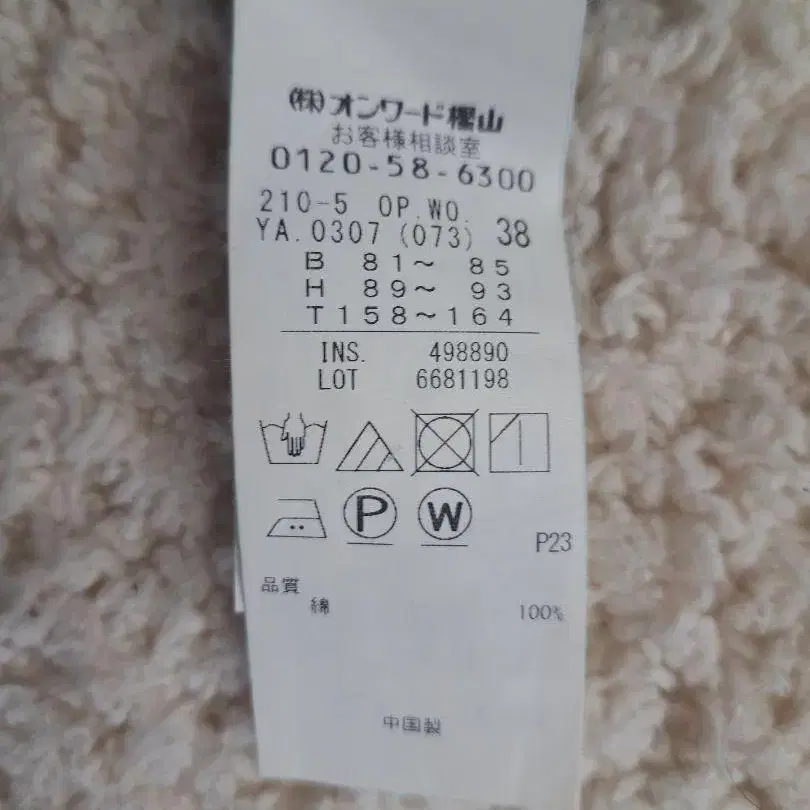 (株)オンワード樫山
お客様相談室
0120-58-6300
210-5 OP.WO.
YA.0307(073) 38
B 81〜 85
H 89〜 93
T158〜164
INS. 498890
LOT 6681198
P W
P23
品質
綿 100%
中国製